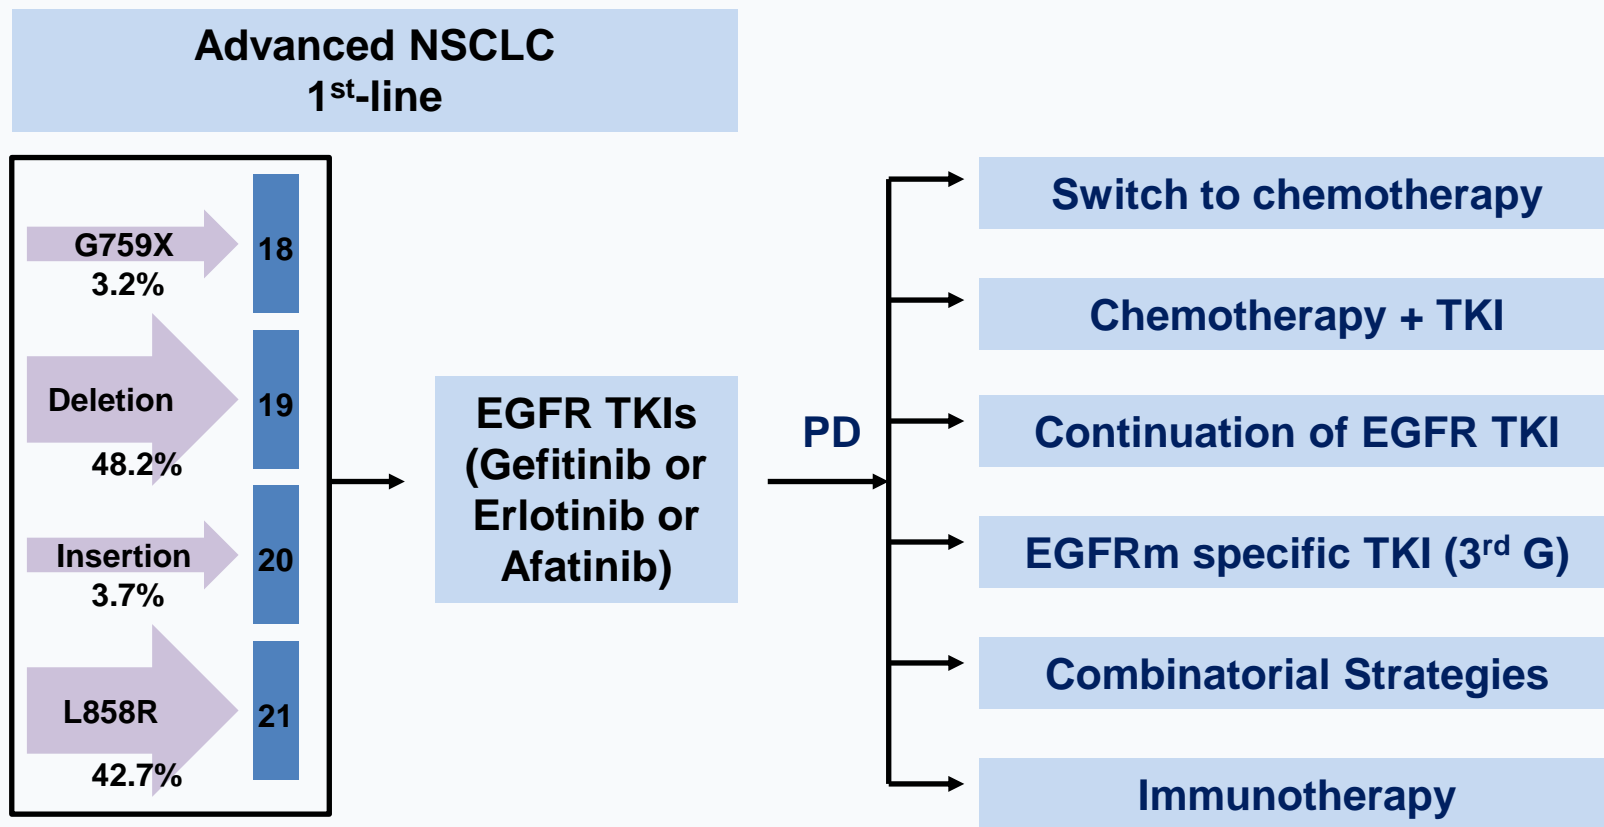 Advanced NSCLC
1st-line
G759X
3.2%
18
Deletion
48.2%
19
Insertion
3.7%
20
L858R
42.7%
21
EGFR TKIs
(Gefitinib or
Erlotinib or
Afatinib)
PD
Switch to chemotherapy
Chemotherapy + TKI
Continuation of EGFR TKI
EGFRm specific TKI (3rd G)
Combinatorial Strategies
Immunotherapy